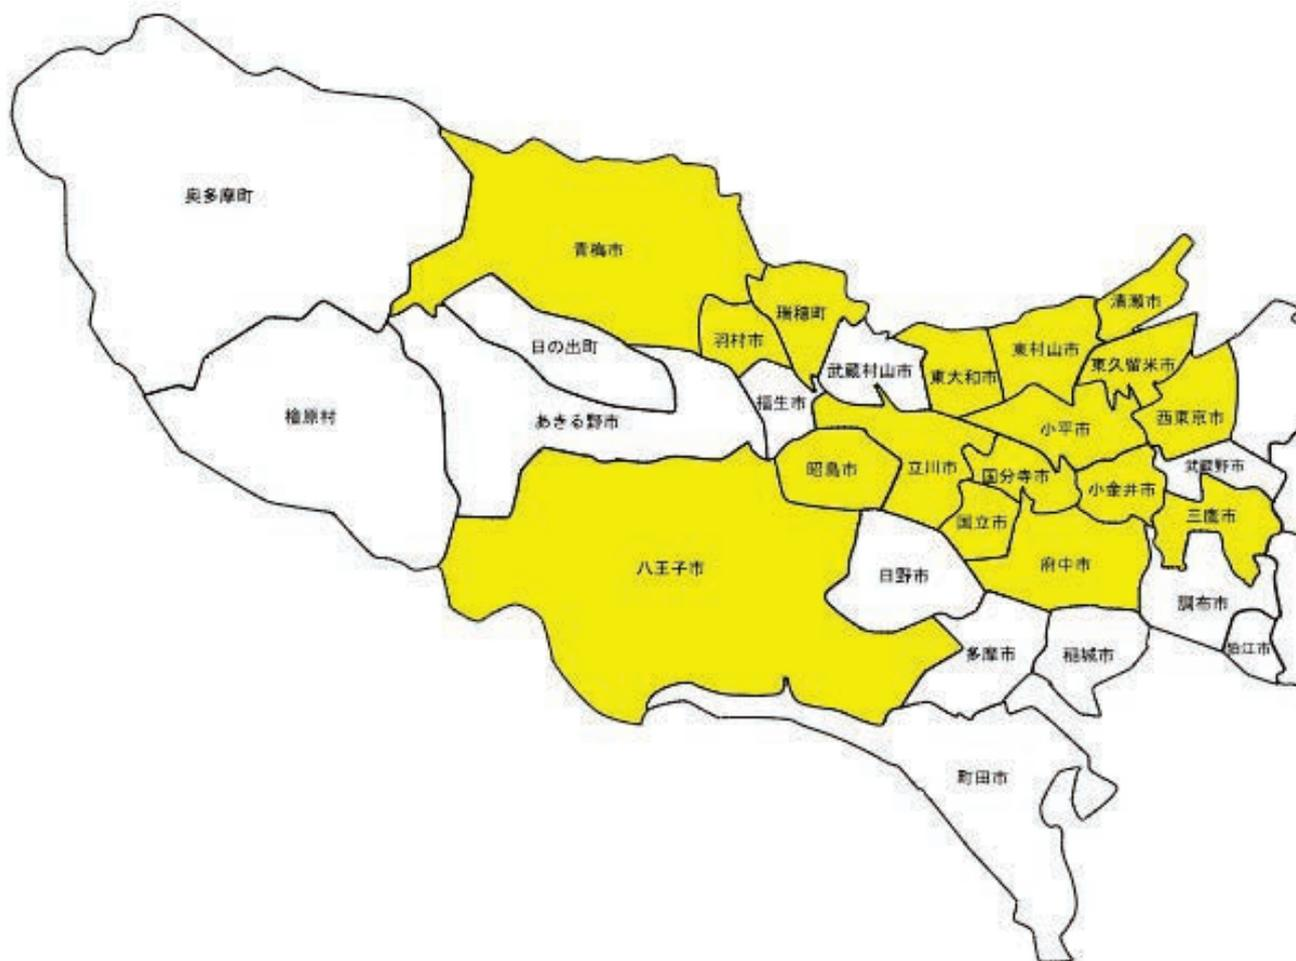 奥多摩町
青梅市
清瀬市
瑞穂町
羽村市
東村山市
日の出町
東久留米市
武蔵村山市
東大和市
福生市
檜原村
あきる野市
西東京市
小平市
昭島市
立川市
国分寺市
武蔵野市
小金井市
三鷹市
国立市
八王子市
府中市
日野市
調布市
多摩市
稲城市
狛江市
町田市